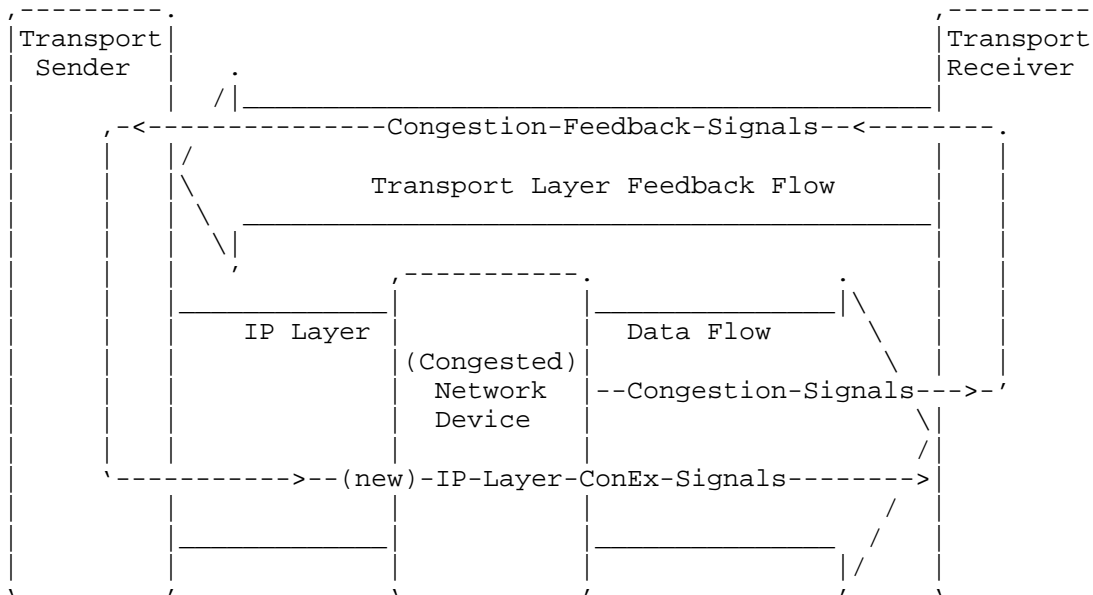 Transport Transport
Sender Receiver
Congestion-Feedback-Signals
Transport Layer Feedback Flow
IP Layer Data Flow
(Congested)
Network --Congestion-Signals--->-
Device
(new)-IP-Layer-ConEx-Signals